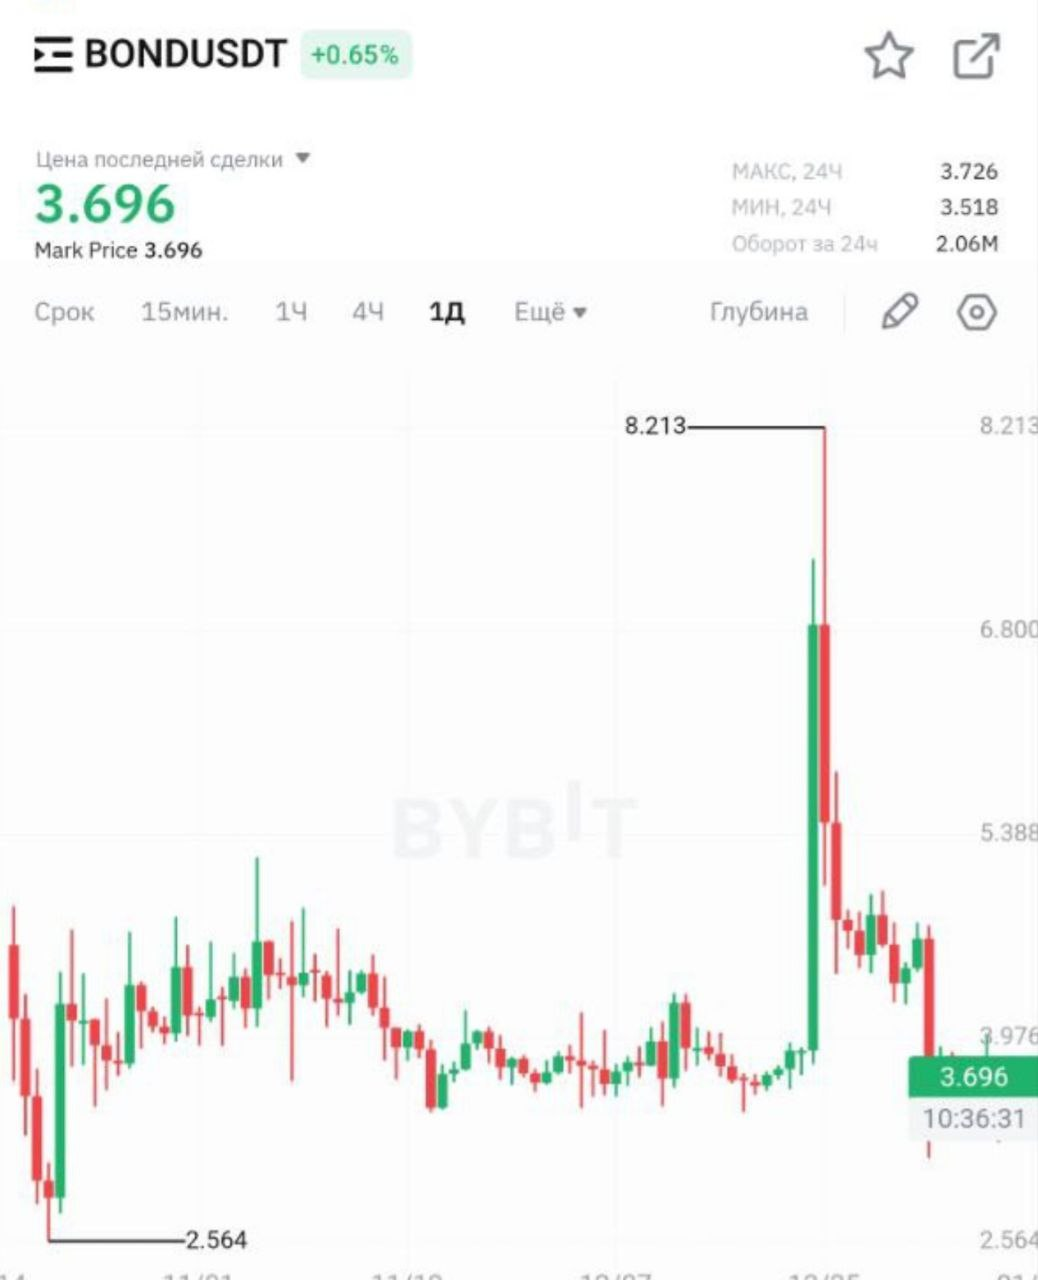 BONDUSDT +0.65%
Цена последней сделки
3.696
Mark Price 3.696
МАКС, 24Ч 3.726
МИН, 24Ч 3.518
Оборот за 24ч 2.06M
Срок 15мин. 1Ч 4Ч 1Д Ещё Глубина
8.213 8.213
6.800
BYBIT
5.388
3.976
3.696
10:36:31
2.564 2.564